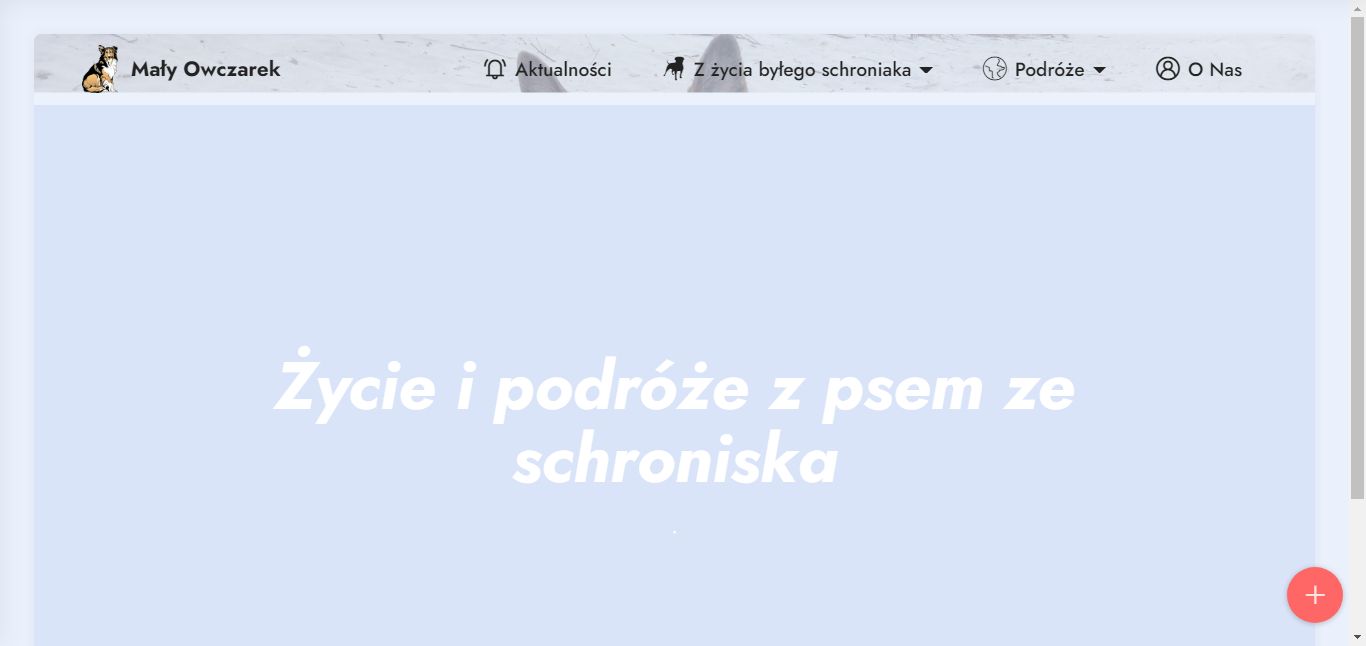 Mały Owczarek
Aktualności
Z życia byłego schroniaka
Podróże
O Nas
Życie i podróże z psem ze
schroniska
.